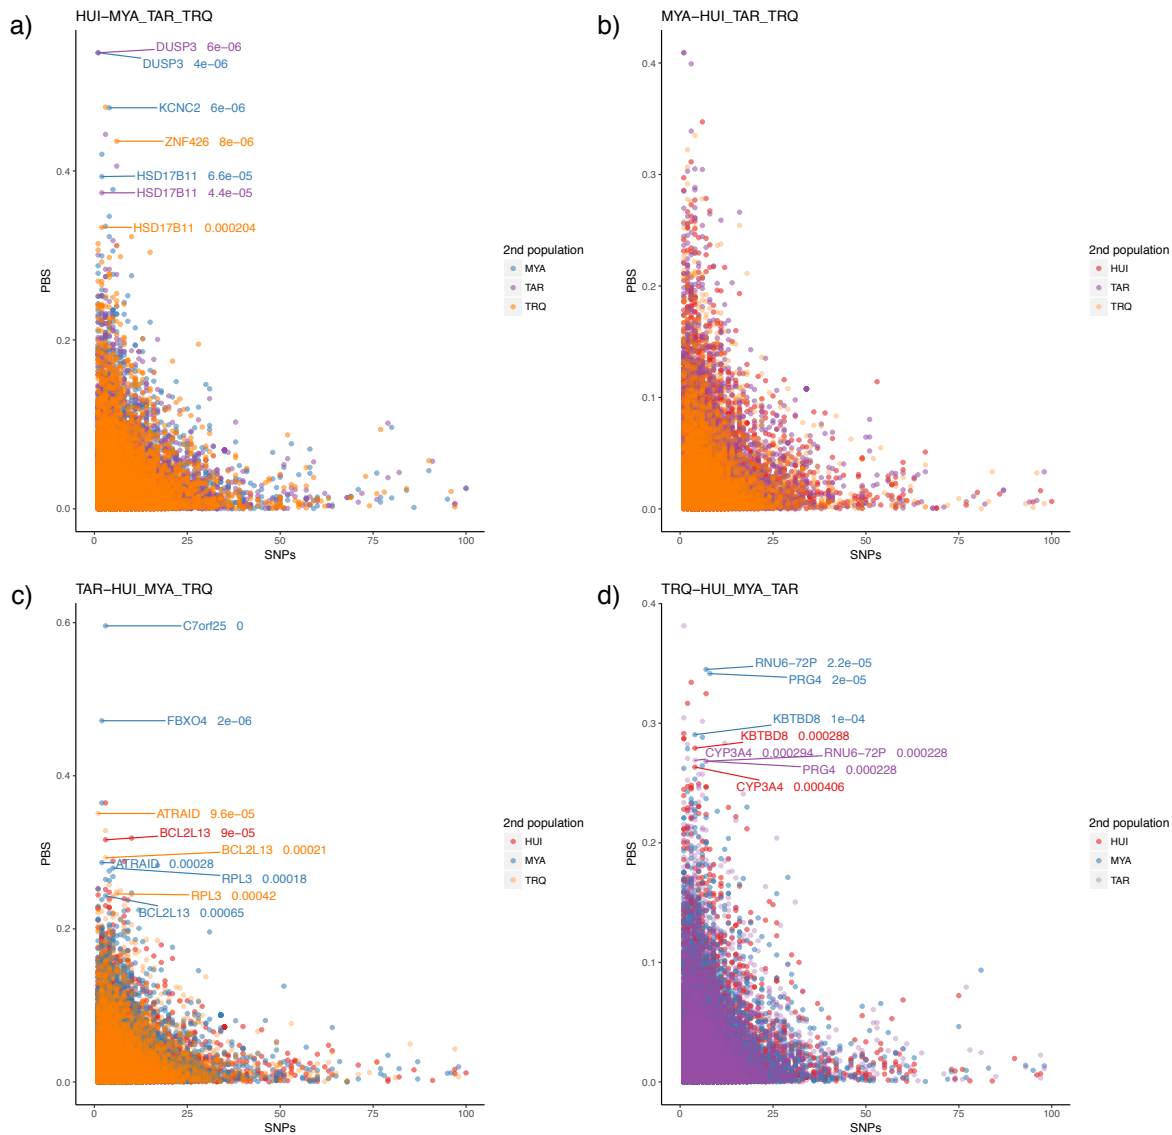 a)
HUI−MYA_TAR_TRQ
DUSP3 6e−06
DUSP3 4e−06
KCNC2 6e−06
ZNF426 8e−06
HSD17B11 6.6e−05
HSD17B11 4.4e−05
HSD17B11 0.000204
PBS
0.4
0.2
0.0
0
25
50
75
100
SNPs
2nd population
MYA
TAR
TRQ
b)
MYA−HUI_TAR_TRQ
PBS
0.4
0.3
0.2
0.1
0.0
0
25
50
75
100
SNPs
2nd population
HUI
TAR
TRQ
c)
TAR−HUI_MYA_TRQ
C7orf25 0
FBXO4 2e−06
ATRAID 9.6e−05
BCL2L13 9e−05
BCL2L13 0.00021
ATRAID 0.00028
RPL3 0.00018
RPL3 0.00042
BCL2L13 0.00065
PBS
0.6
0.4
0.2
0.0
0
25
50
75
100
SNPs
2nd population
HUI
MYA
TRQ
d)
TRQ−HUI_MYA_TAR
RNU6−72P 2.2e−05
PRG4 2e−05
KBTBD8 1e−04
KBTBD8 0.000288
CYP3A4 0.000294
RNU6−72P 0.000228
PRG4 0.000228
CYP3A4 0.000406
PBS
0.4
0.3
0.2
0.1
0.0
0
25
50
75
100
SNPs
2nd population
HUI
MYA
TAR